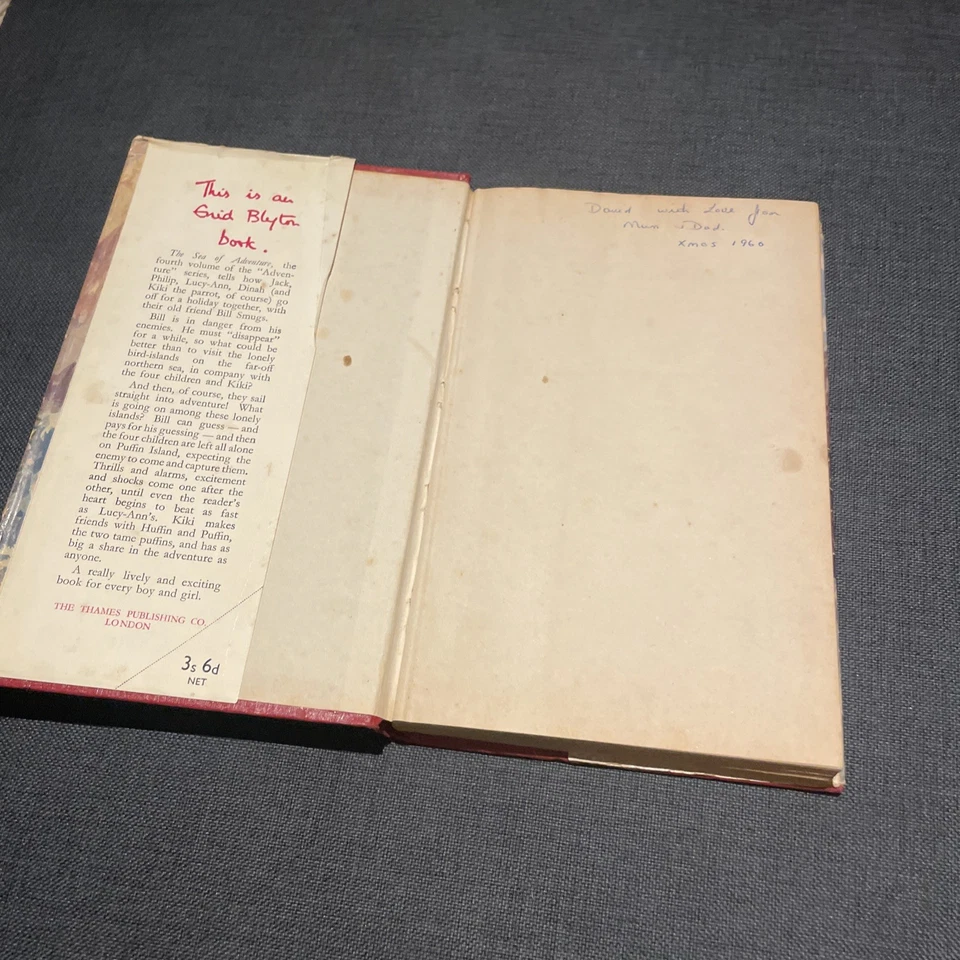 This is an
Enid Blyton
book.
The Sea of Adventure, the
fourth volume of the "Adven-
ture" series, tells how Jack,
Philip, Lucy-Ann, Dinah (and
Kiki the parrot, of course) go
off for a holiday together, with
their old friend Bill Smugs.
Bill is in danger from his
enemies. He must "disappear"
for a while, so what could be
better than to visit the lonely
bird-islands on the far-off
northern sea, in company with
the four children and Kiki?
And then, of course, they sail
straight into adventure! What
is going on among these lonely
islands? Bill can guess — and
pays for his guessing — and then
the four children are left all alone
on Puffin Island, expecting the
enemy to come and capture them.
Thrills and alarms, excitement
and shocks come one after the
other, until even the reader's
heart begins to beat as fast
as Lucy-Ann's. Kiki makes
friends with Huffin and Puffin,
the two tame puffins, and has as
big a share in the adventure as
anyone.
A really lively and exciting
book for every boy and girl.
THE THAMES PUBLISHING CO.
LONDON
3s 6d
NET
David with Love from
Mum & Dad.
Xmas 1960